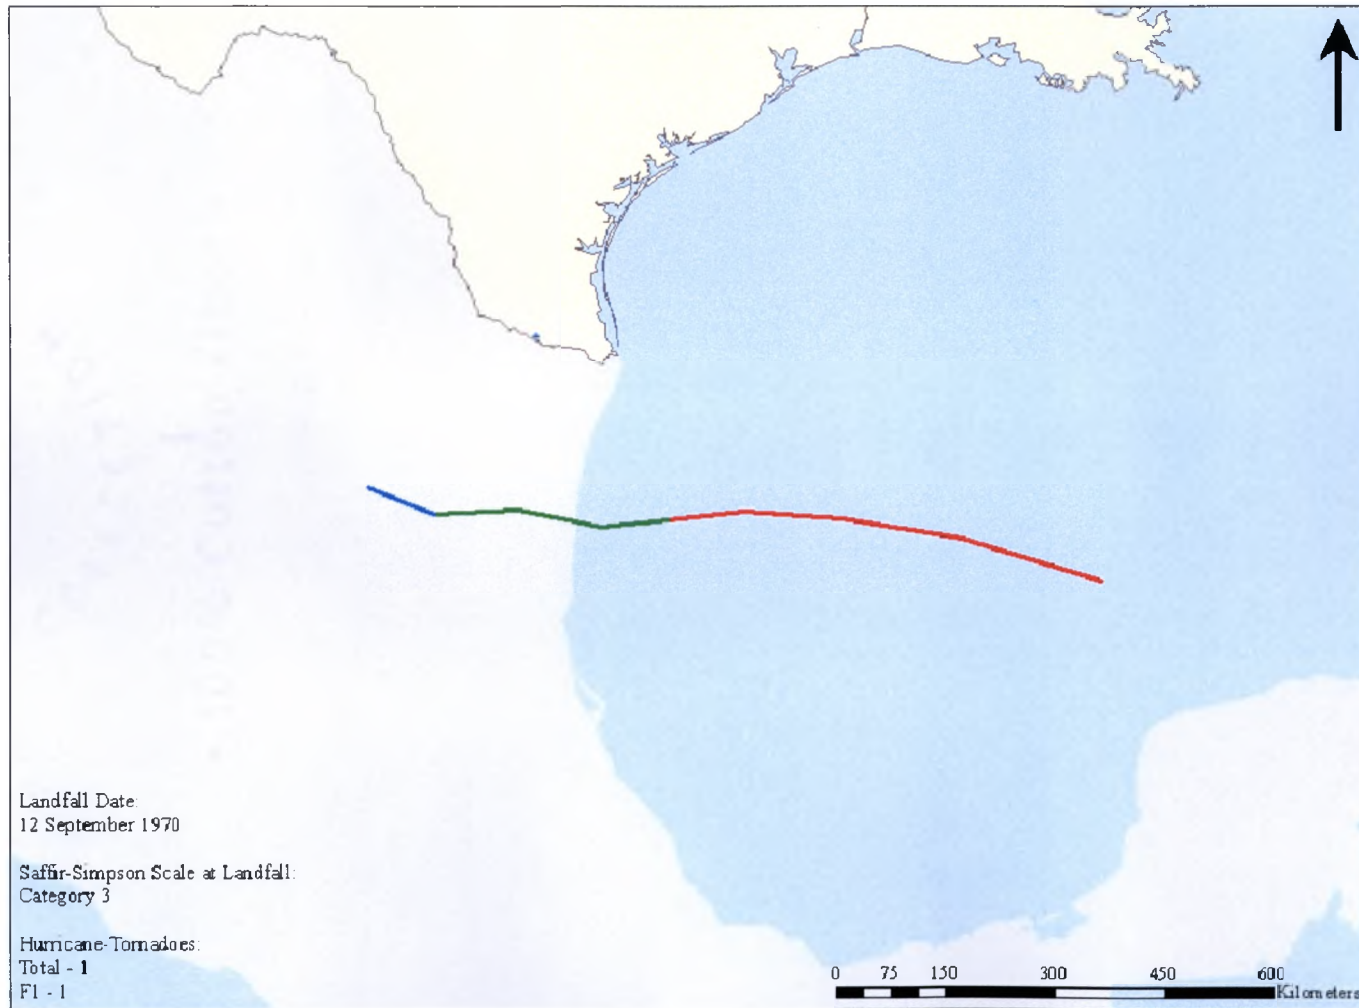 Landfall Date:
12 September 1970
Saffir-Simpson Scale at Landfall:
Category 3
Hurricane-Tornadoes:
Total - 1
F1 - 1
0 75 150 300 450 600
Kilometers